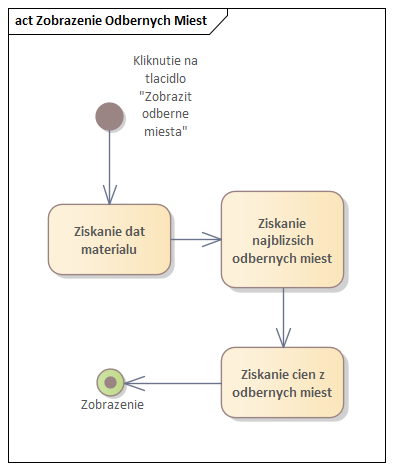 act Zobrazenie Odbernych Miest
Kliknutie na
tlacidlo
"Zobrazit
odberne
miesta"
Ziskanie dat
materialu
Ziskanie
najblizsich
odbernych miest
Ziskanie cien z
odbernych miest
Zobrazenie